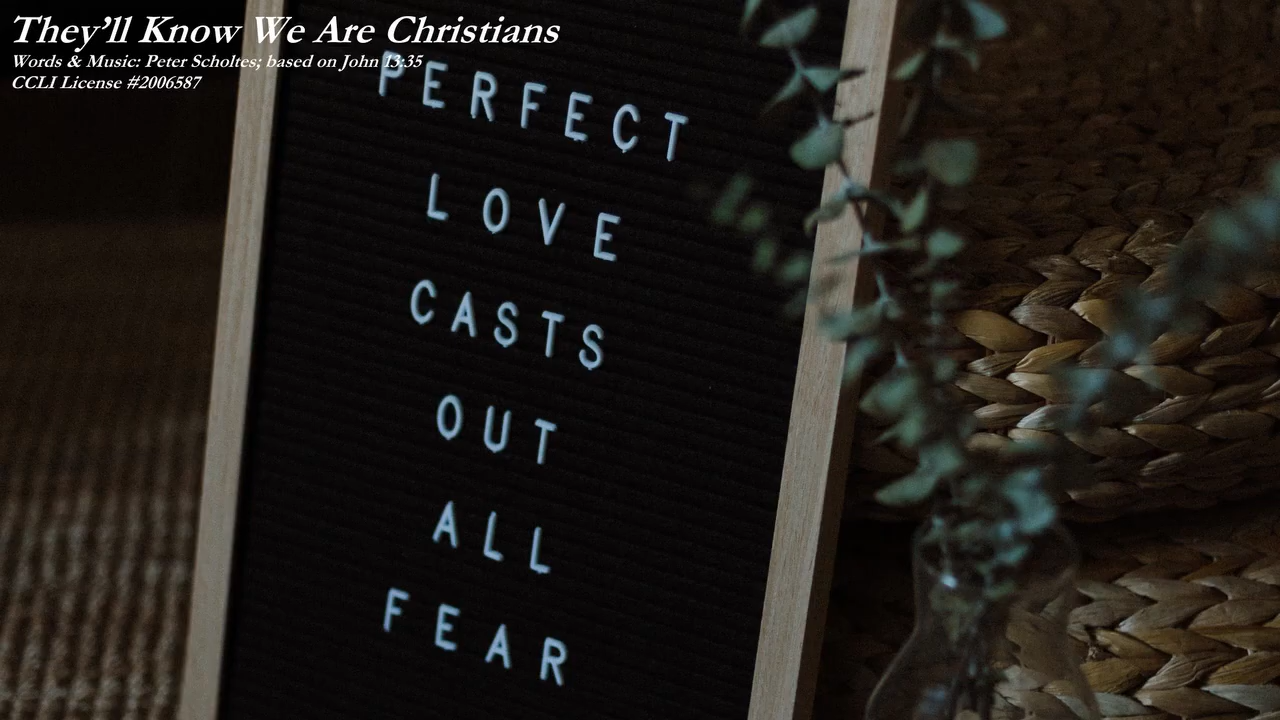 They'll Know We Are Christians
Words & Music: Peter Scholtes; based on John 13:35
CCLI License #2006587
PERFECT
LOVE
CASTS
OUT
ALL
FEAR